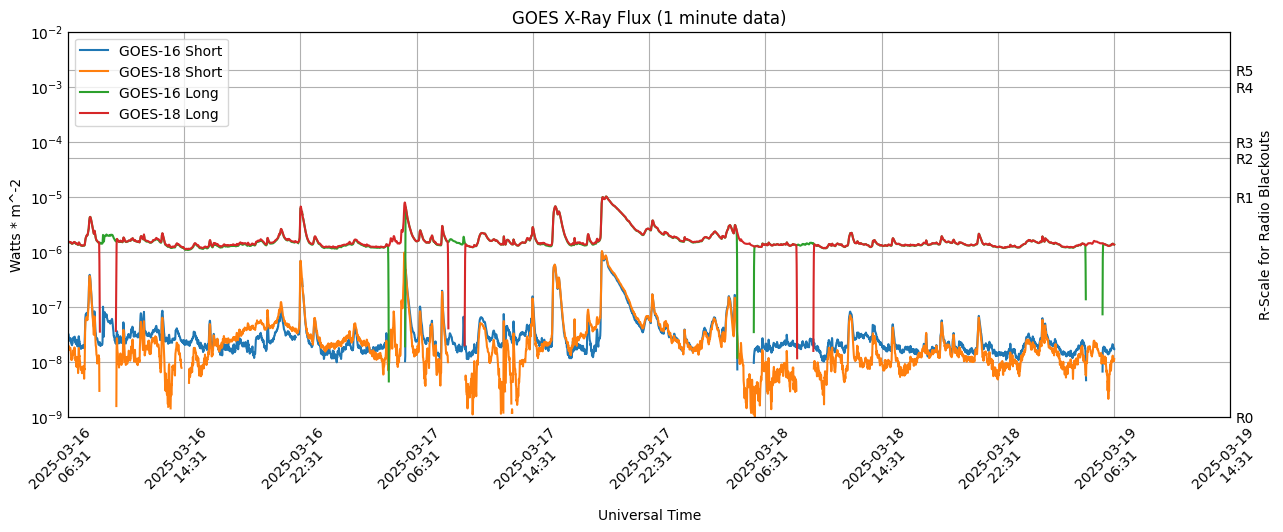 GOES X-Ray Flux (1 minute data)
GOES-16 Short
GOES-18 Short
GOES-16 Long
GOES-18 Long
Watts * m^-2
10^-2
10^-3
10^-4
10^-5
10^-6
10^-7
10^-8
10^-9
R5
R4
R3
R2
R1
R0
R-Scale for Radio Blackouts
2025-03-16
06:31
2025-03-16
14:31
2025-03-16
22:31
2025-03-17
06:31
2025-03-17
14:31
2025-03-17
22:31
2025-03-18
06:31
2025-03-18
14:31
2025-03-18
22:31
2025-03-19
06:31
2025-03-19
14:31
Universal Time